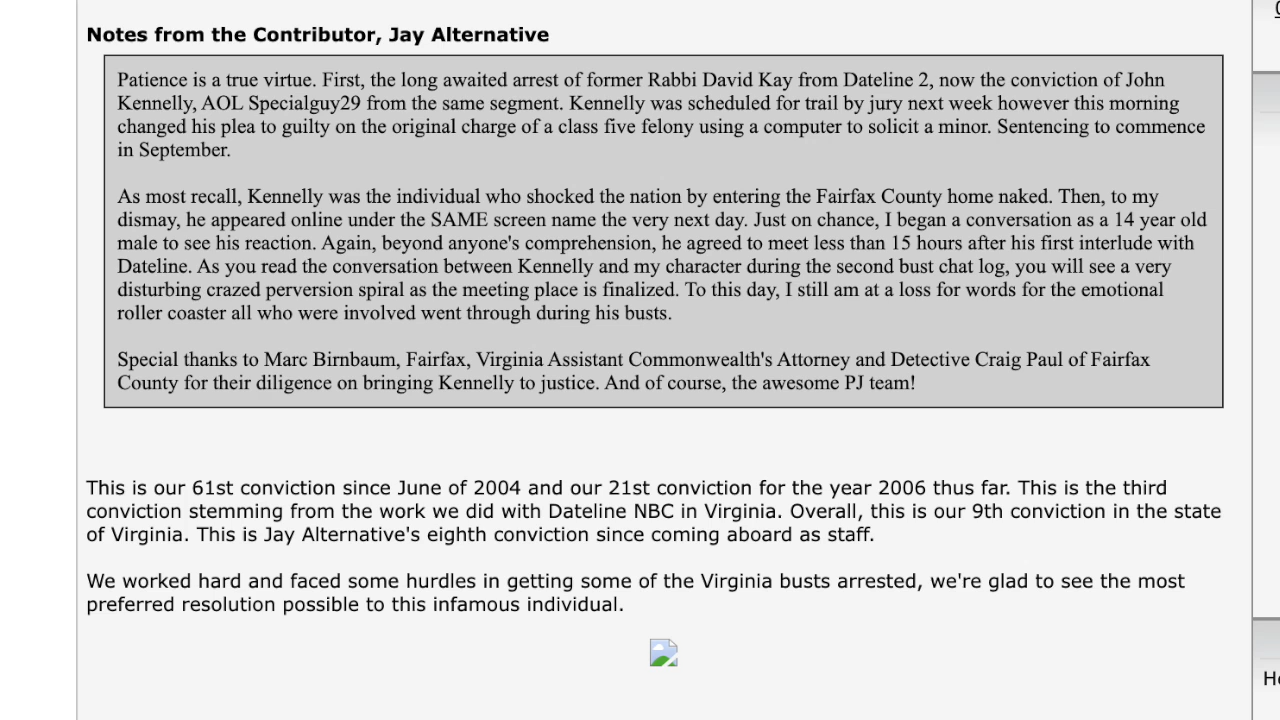 Notes from the Contributor, Jay Alternative
Patience is a true virtue. First, the long awaited arrest of former Rabbi David Kay from Dateline 2, now the conviction of John
Kennelly, AOL Specialguy29 from the same segment. Kennelly was scheduled for trail by jury next week however this morning
changed his plea to guilty on the original charge of a class five felony using a computer to solicit a minor. Sentencing to commence
in September.
As most recall, Kennelly was the individual who shocked the nation by entering the Fairfax County home naked. Then, to my
dismay, he appeared online under the SAME screen name the very next day. Just on chance, I began a conversation as a 14 year old
male to see his reaction. Again, beyond anyone's comprehension, he agreed to meet less than 15 hours after his first interlude with
Dateline. As you read the conversation between Kennelly and my character during the second bust chat log, you will see a very
disturbing crazed perversion spiral as the meeting place is finalized. To this day, I still am at a loss for words for the emotional
roller coaster all who were involved went through during his busts.
Special thanks to Marc Birnbaum, Fairfax, Virginia Assistant Commonwealth's Attorney and Detective Craig Paul of Fairfax
County for their diligence on bringing Kennelly to justice. And of course, the awesome PJ team!
This is our 61st conviction since June of 2004 and our 21st conviction for the year 2006 thus far. This is the third
conviction stemming from the work we did with Dateline NBC in Virginia. Overall, this is our 9th conviction in the state
of Virginia. This is Jay Alternative's eighth conviction since coming aboard as staff.
We worked hard and faced some hurdles in getting some of the Virginia busts arrested, we're glad to see the most
preferred resolution possible to this infamous individual.